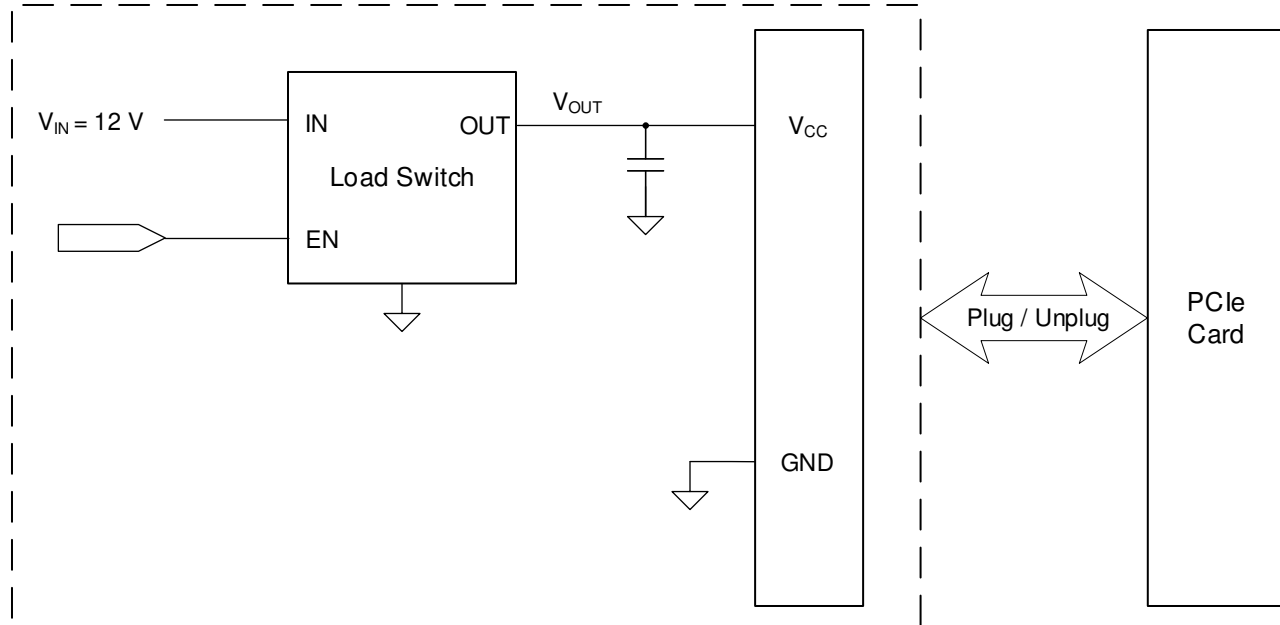 V_IN = 12 V
IN
OUT
V_OUT
V_CC
Load Switch
EN
Plug / Unplug
PCIe
Card
GND